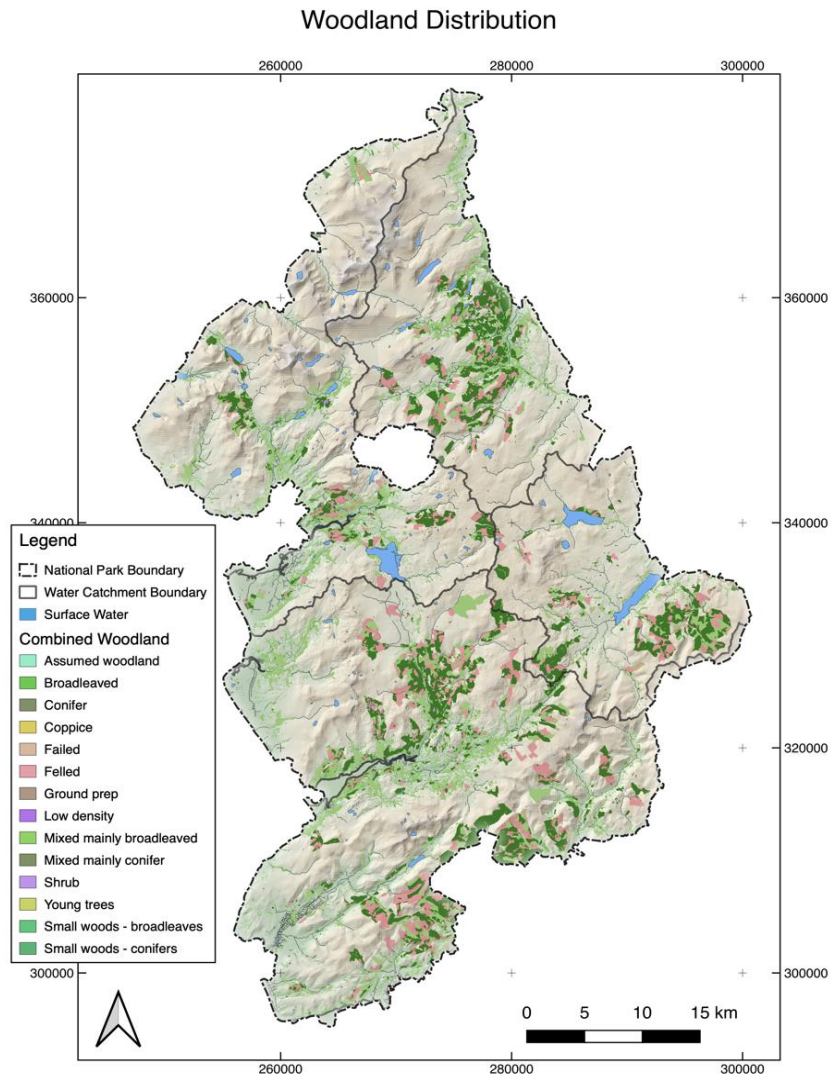 Woodland Distribution
260000 280000 300000
360000 360000
340000 340000
Legend
National Park Boundary
Water Catchment Boundary
Surface Water
Combined Woodland
Assumed woodland
Broadleaved
Conifer
Coppice
Failed
Felled
Ground prep
Low density
Mixed mainly broadleaved
Mixed mainly conifer
Shrub
Young trees
Small woods - broadleaves
Small woods - conifers
320000
300000 300000
0 5 10 15 km
260000 280000 300000